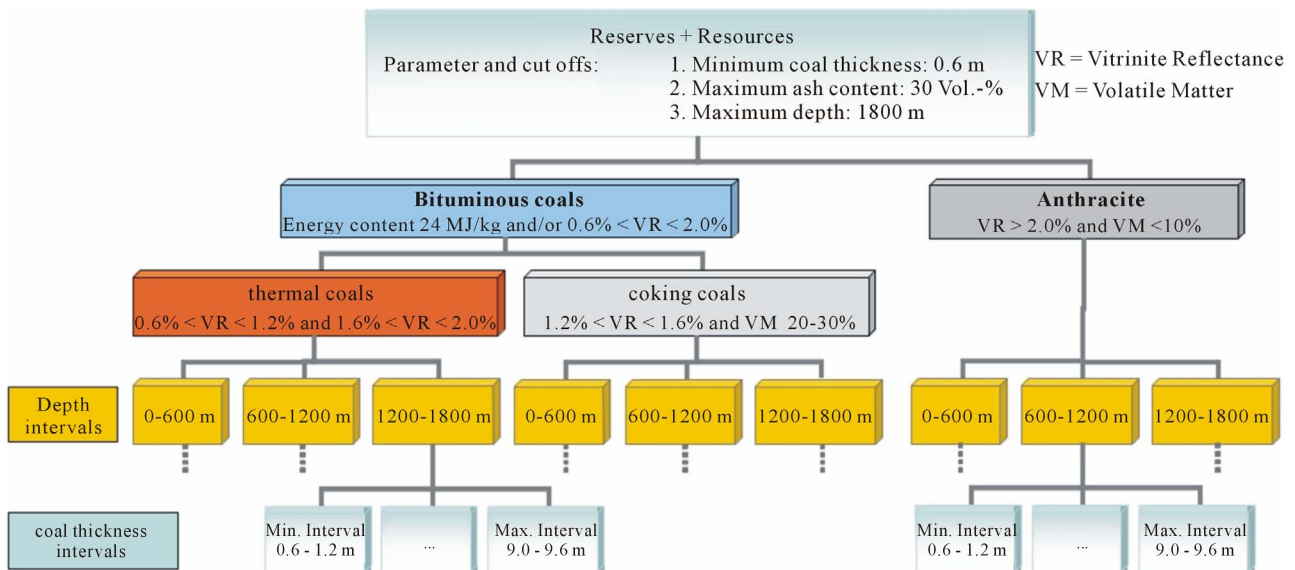 Reserves + Resources
Parameter and cut offs: 1. Minimum coal thickness: 0.6 m
2. Maximum ash content: 30 Vol.-%
3. Maximum depth: 1800 m
VR = Vitrinite Reflectance
VM = Volatile Matter
Bituminous coals
Energy content 24 MJ/kg and/or 0.6% < VR < 2.0%
Anthracite
VR > 2.0% and VM <10%
thermal coals
0.6% < VR < 1.2% and 1.6% < VR < 2.0%
coking coals
1.2% < VR < 1.6% and VM 20-30%
Depth
intervals
0-600 m
600-1200 m
1200-1800 m
0-600 m
600-1200 m
1200-1800 m
0-600 m
600-1200 m
1200-1800 m
coal thickness
intervals
Min. Interval
0.6 - 1.2 m
...
Max. Interval
9.0 - 9.6 m
Min. Interval
0.6 - 1.2 m
...
Max. Interval
9.0 - 9.6 m